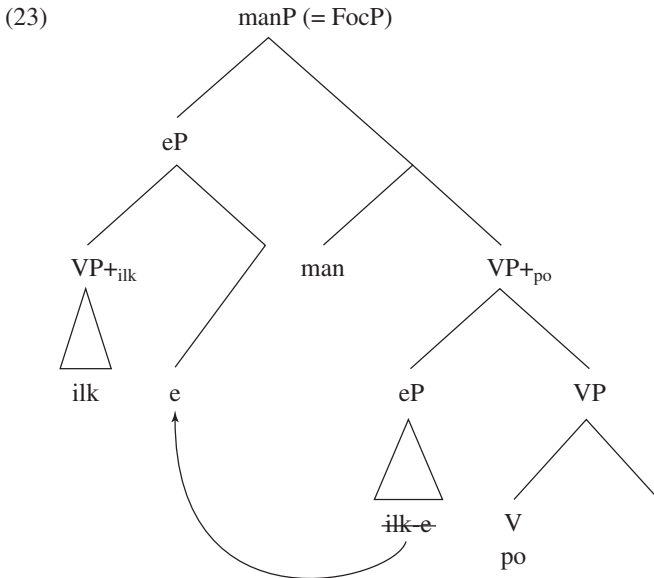 (23) manP (= FocP)
eP
VP+ilk man VP+po
ilk e eP VP
ilk-e V
po